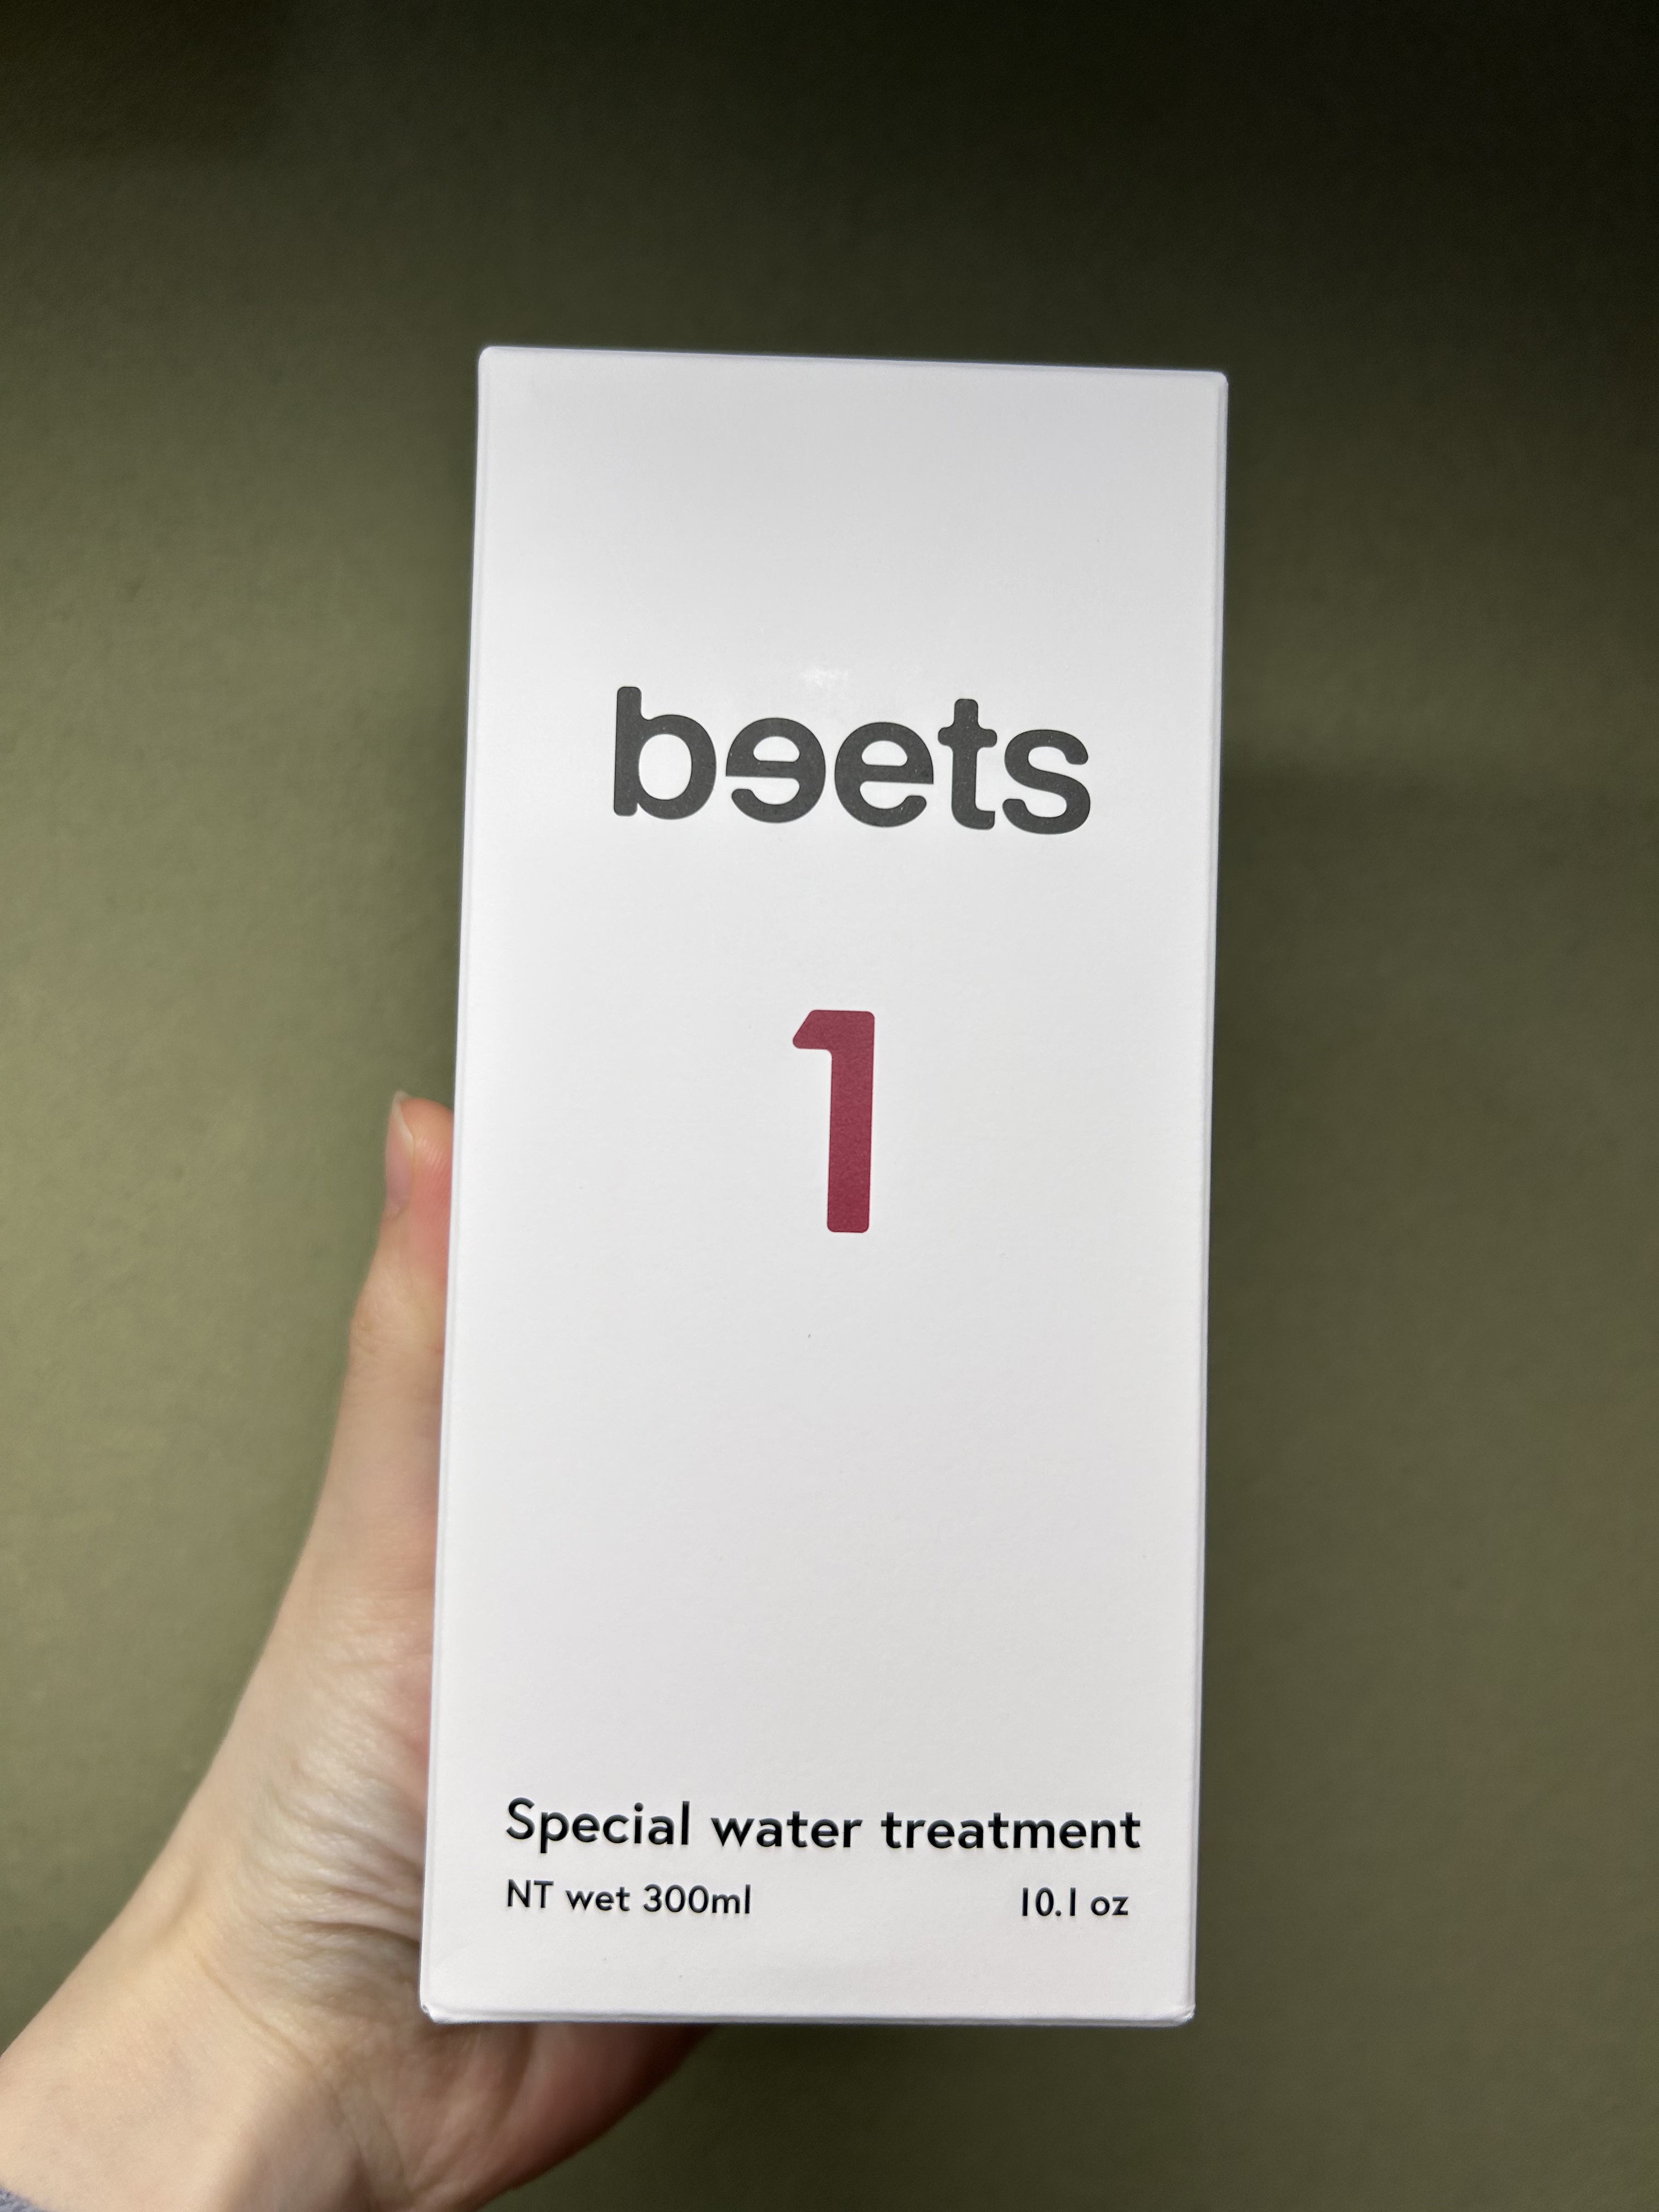 beets
1
Special water treatment
NT wet 300ml 10.1 oz